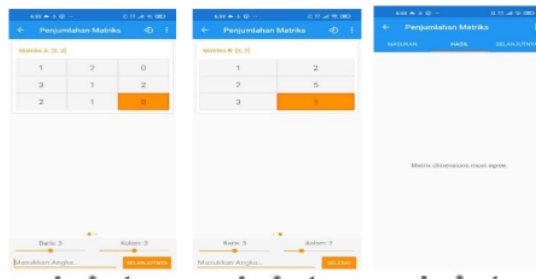 Penjumlahan Matriks
Matriks A: [3, 3]
1 2 0
3 1 2
2 1 0
Baris: 3 Kolom: 3
Masukkan Angka...
SELANJUTNYA
Penjumlahan Matriks
Matriks B: [3, 2]
1 2
2 5
3 1
Baris: 3 Kolom: 2
Masukkan Angka...
SELESAI
Penjumlahan Matriks
MASUKAN HASIL SELANJUTNYA
Matrix dimensions must agree.